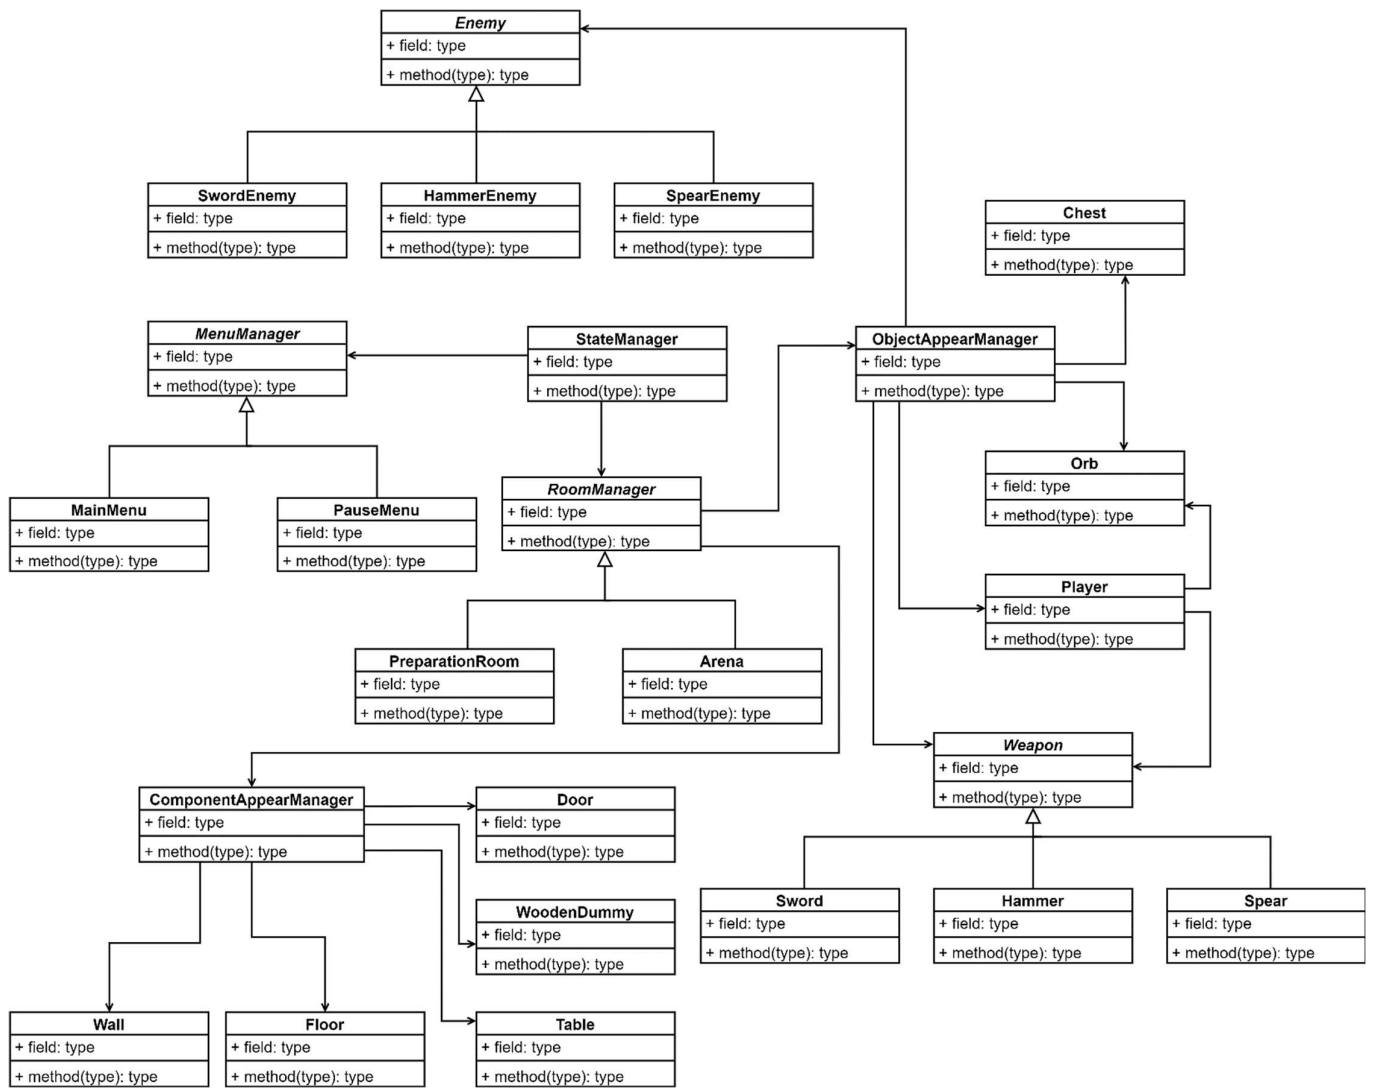 Enemy
+ field: type
+ method(type): type
SwordEnemy
+ field: type
+ method(type): type
HammerEnemy
+ field: type
+ method(type): type
SpearEnemy
+ field: type
+ method(type): type
Chest
+ field: type
+ method(type): type
MenuManager
+ field: type
+ method(type): type
StateManager
+ field: type
+ method(type): type
ObjectAppearManager
+ field: type
+ method(type): type
Orb
+ field: type
+ method(type): type
MainMenu
+ field: type
+ method(type): type
PauseMenu
+ field: type
+ method(type): type
RoomManager
+ field: type
+ method(type): type
Player
+ field: type
+ method(type): type
PreparationRoom
+ field: type
+ method(type): type
Arena
+ field: type
+ method(type): type
Weapon
+ field: type
+ method(type): type
ComponentAppearManager
+ field: type
+ method(type): type
Door
+ field: type
+ method(type): type
Sword
+ field: type
+ method(type): type
Hammer
+ field: type
+ method(type): type
Spear
+ field: type
+ method(type): type
WoodenDummy
+ field: type
+ method(type): type
Wall
+ field: type
+ method(type): type
Floor
+ field: type
+ method(type): type
Table
+ field: type
+ method(type): type